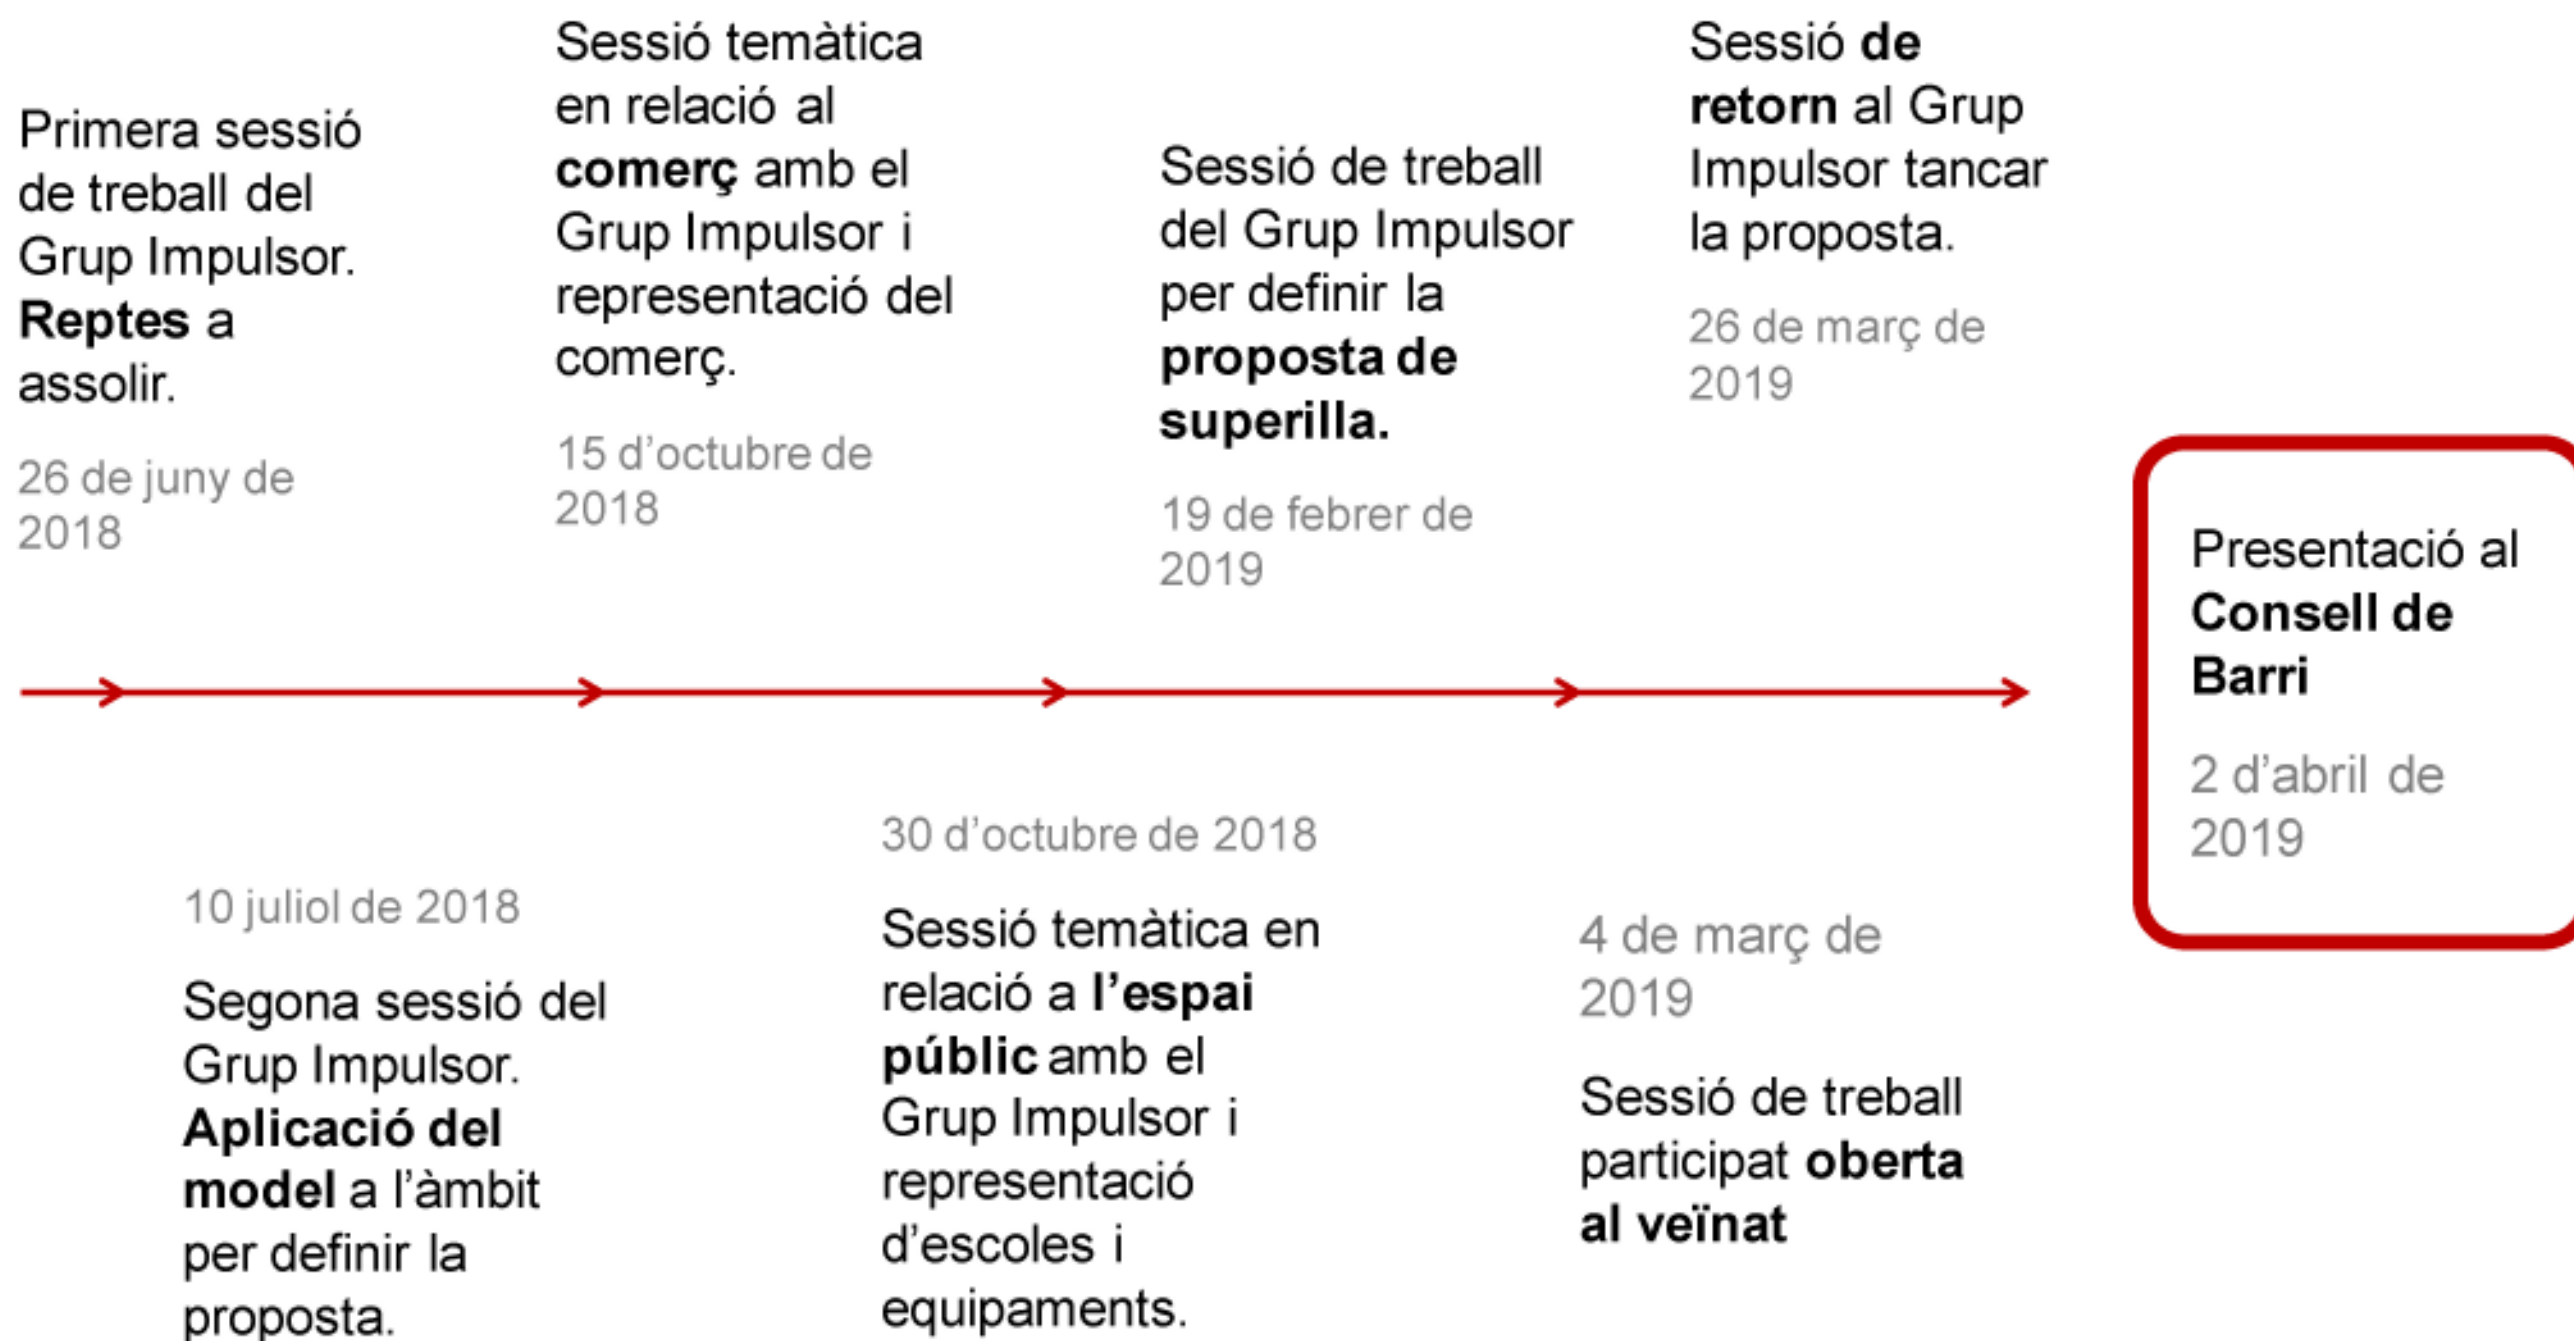 Primera sessió
de treball del
Grup Impulsor.
Reptes a
assolir.
26 de juny de
2018
Sessió temàtica
en relació al
comerç amb el
Grup Impulsor i
representació del
comerç.
15 d’octubre de
2018
Sessió de treball
del Grup Impulsor
per definir la
proposta de
superilla.
19 de febrer de
2019
Sessió de
retorn al Grup
Impulsor tancar
la proposta.
26 de març de
2019
Presentació al
Consell de
Barri
2 d’abril de
2019
10 juliol de 2018
Segona sessió del
Grup Impulsor.
Aplicació del
model a l’àmbit
per definir la
proposta.
30 d’octubre de 2018
Sessió temàtica en
relació a l’espai
públic amb el
Grup Impulsor i
representació
d’escoles i
equipaments.
4 de març de
2019
Sessió de treball
participat oberta
al veïnat